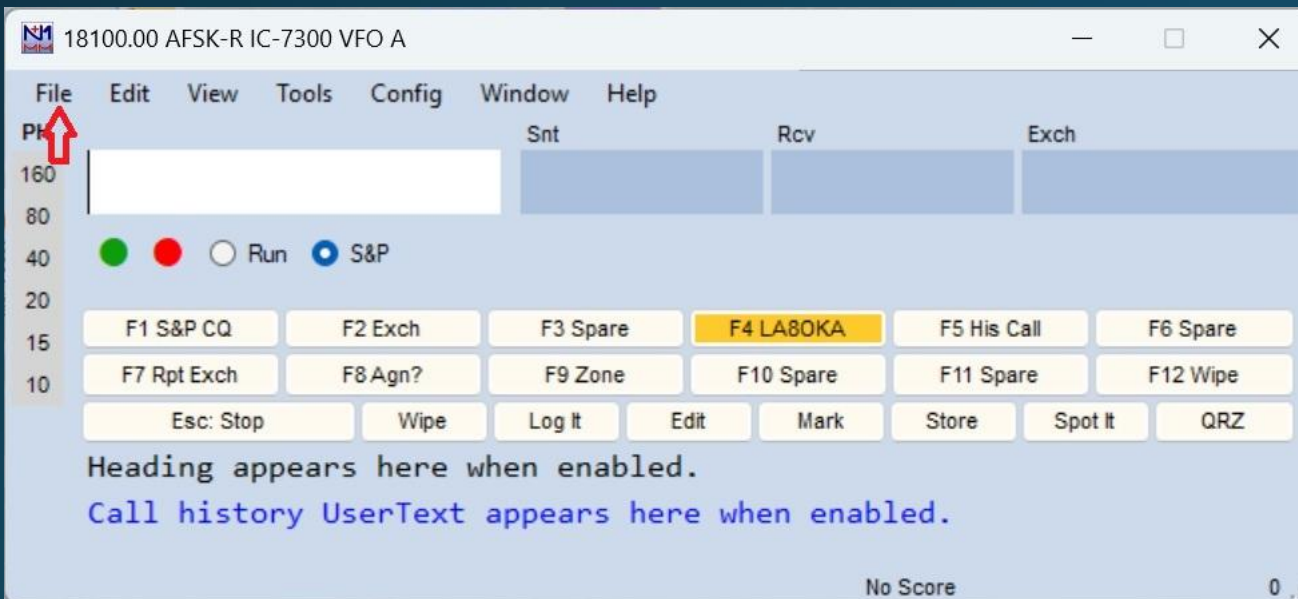 N1MM 18100.00 AFSK-R IC-7300 VFO A
File Edit View Tools Config Window Help
Snt Rcv Exch
160
80
40
Run S&P
20
F1 S&P CQ F2 Exch F3 Spare F4 LA8OKA F5 His Call F6 Spare
15
F7 Rpt Exch F8 Agn? F9 Zone F10 Spare F11 Spare F12 Wipe
10
Esc: Stop Wipe Log It Edit Mark Store Spot It QRZ
Heading appears here when enabled.
Call history UserText appears here when enabled.
No Score 0